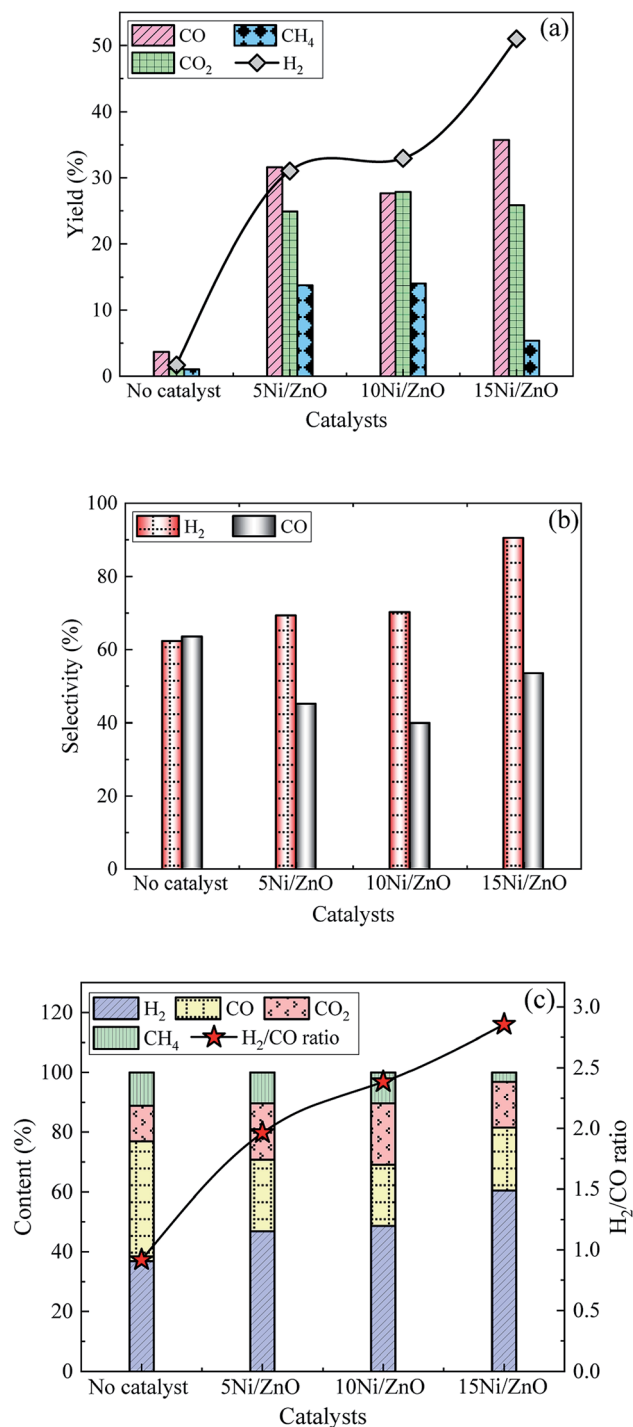 (a)
CO
CH₄
CO₂
H₂
50
40
30
20
10
0
Yield (%)
No catalyst
5Ni/ZnO
10Ni/ZnO
15Ni/ZnO
Catalysts
(b)
H₂
CO
100
80
60
40
20
0
Selectivity (%)
No catalyst
5Ni/ZnO
10Ni/ZnO
15Ni/ZnO
Catalysts
(c)
H₂
CO
CO₂
CH₄
H₂/CO ratio
120
100
80
60
40
20
0
Content (%)
3.0
2.5
2.0
1.5
1.0
0.5
0.0
H₂/CO ratio
No catalyst
5Ni/ZnO
10Ni/ZnO
15Ni/ZnO
Catalysts